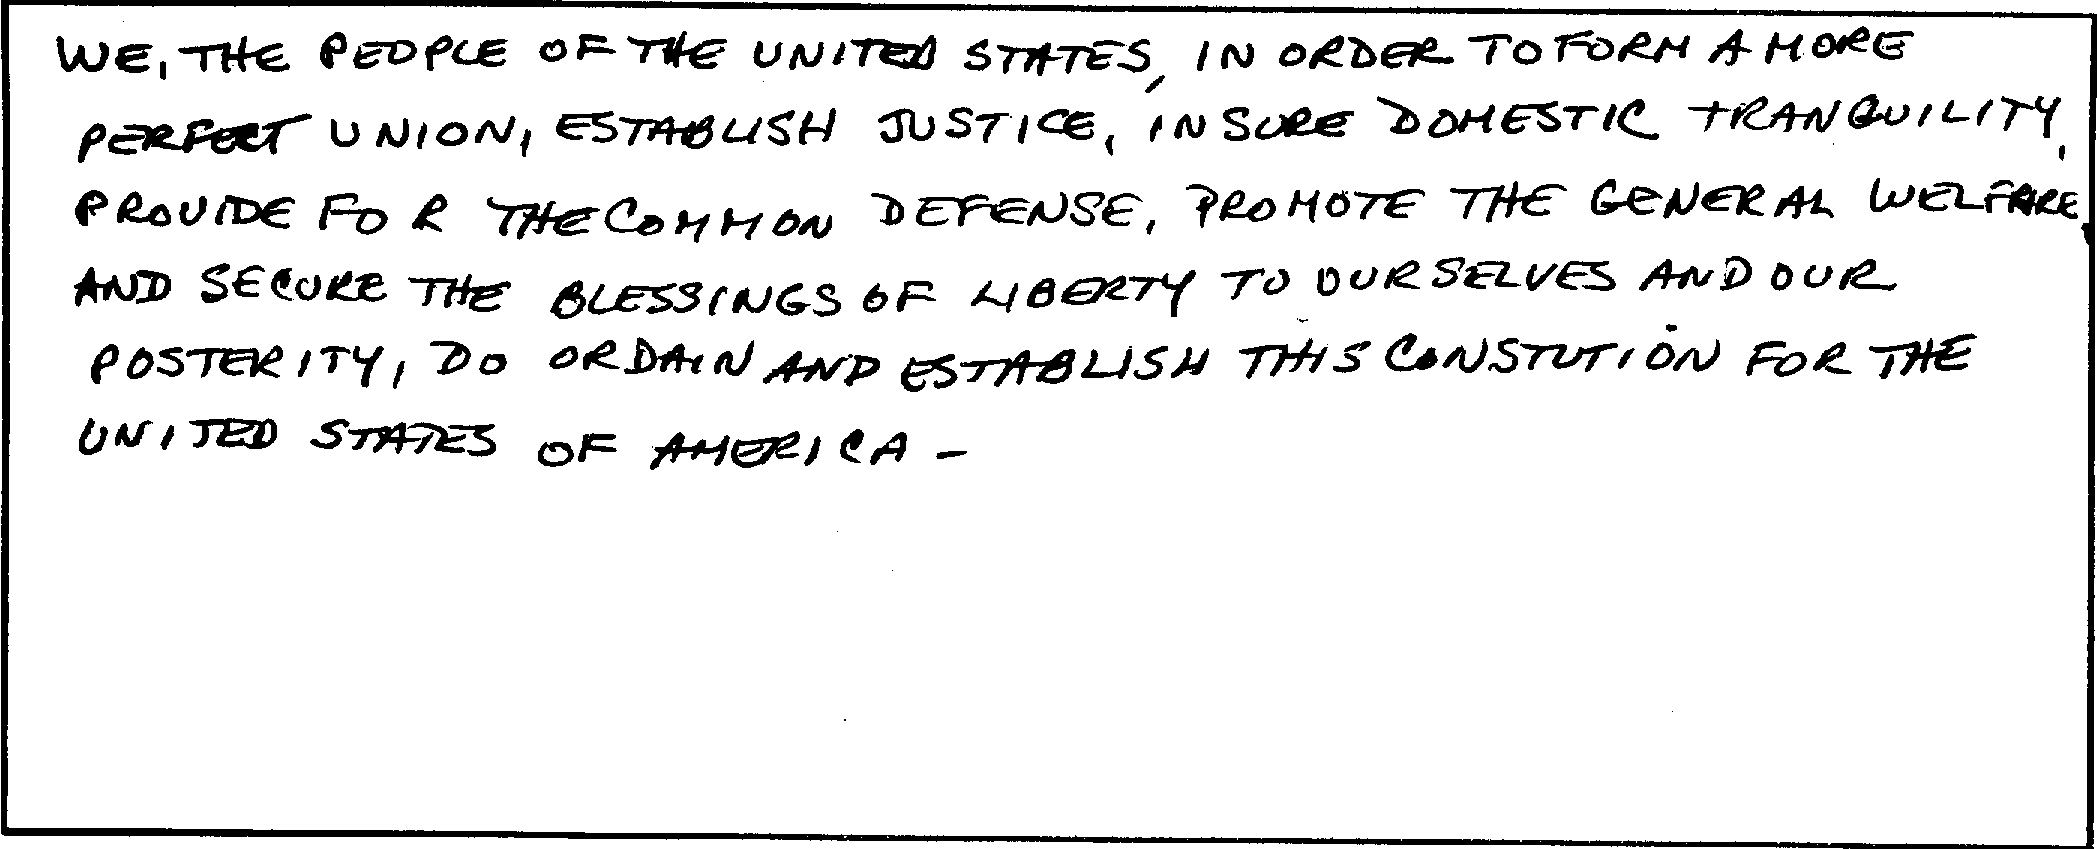 WE, THE PEOPLE OF THE UNITED STATES, IN ORDER TO FORM A MORE
PERFECT UNION, ESTABLISH JUSTICE, INSURE DOMESTIC TRANQUILITY,
PROVIDE FOR THE COMMON DEFENSE, PROMOTE THE GENERAL WELFARE,
AND SECURE THE BLESSINGS OF LIBERTY TO OURSELVES AND OUR
POSTERITY, DO ORDAIN AND ESTABLISH THIS CONSTUTION FOR THE
UNITED STATES OF AMERICA -